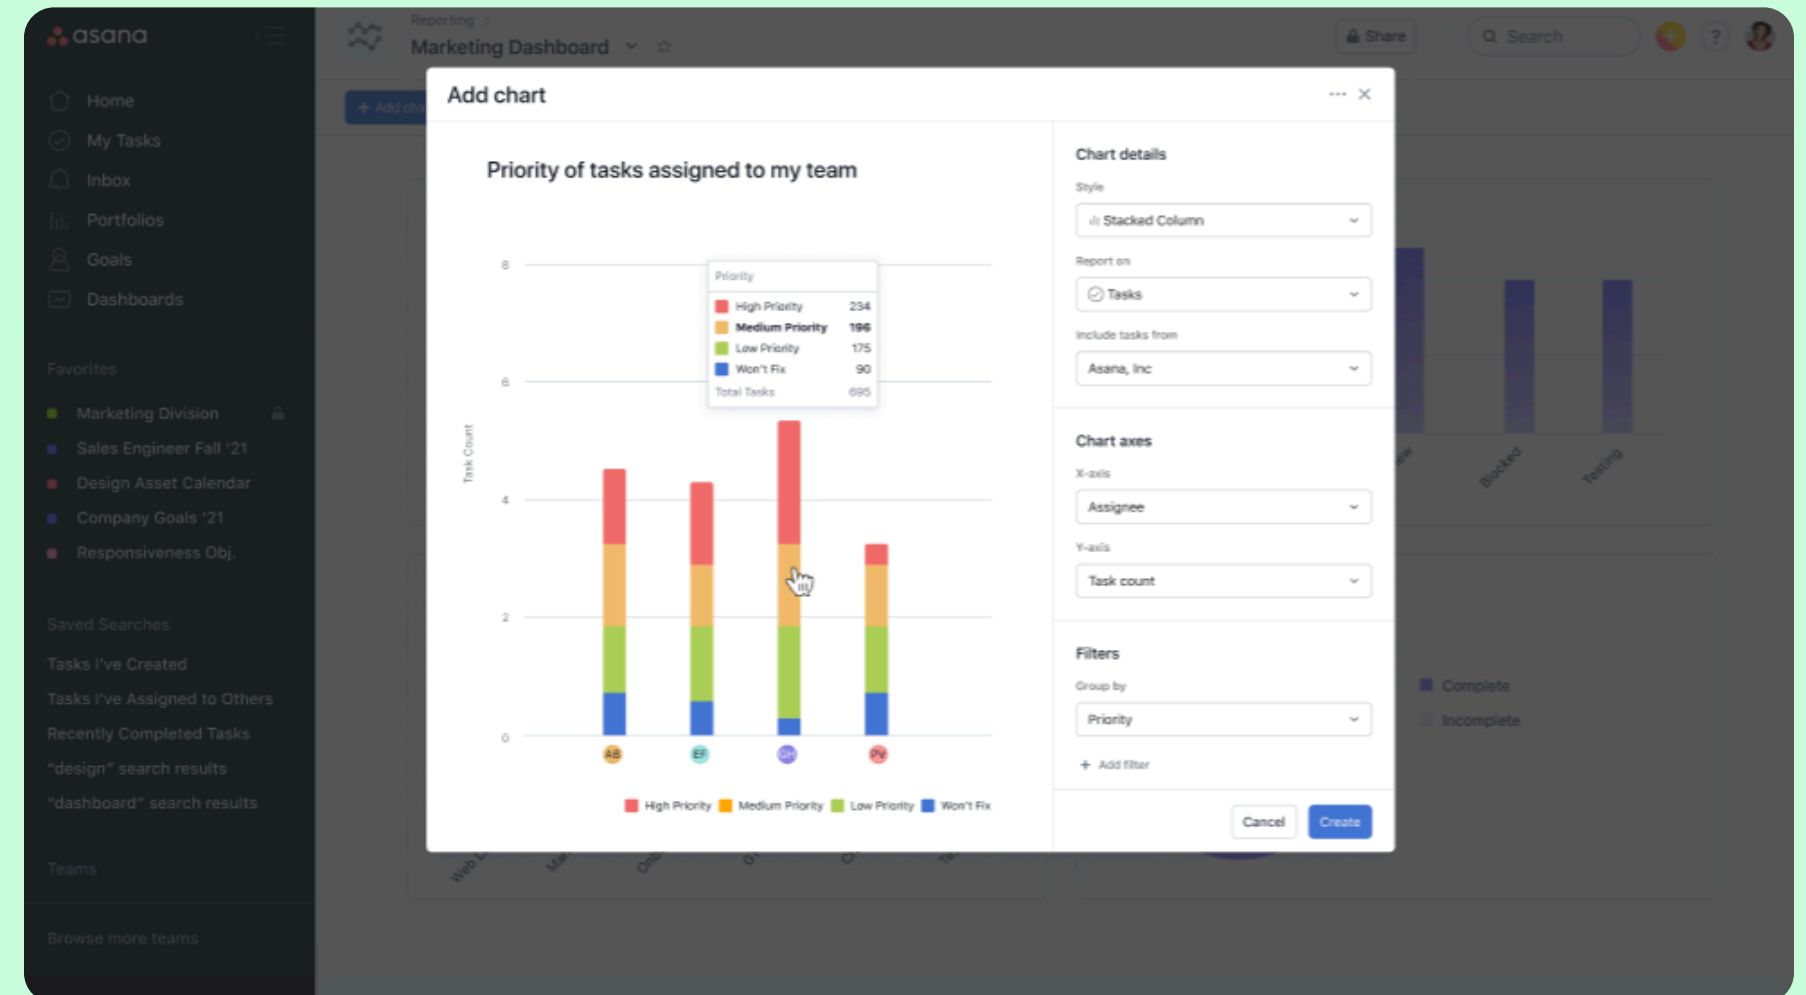 asana
Home
My Tasks
Inbox
Portfolios
Goals
Dashboards
Favorites
Marketing Division
Sales Engineer Fall '21
Design Asset Calendar
Company Goals '21
Responsiveness Obj.
Saved Searches
Tasks I've Created
Tasks I've Assigned to Others
Recently Completed Tasks
"design" search results
"dashboard" search results
Teams
Browse more teams
Reporting >
Marketing Dashboard
Share
Search
?
+ Add
Add chart
Priority of tasks assigned to my team
Task Count
8
6
4
2
0
Priority
High Priority 234
Medium Priority 196
Low Priority 175
Won't Fix 90
Total Tasks 695
AB EF GH PV
High Priority Medium Priority Low Priority Won't Fix
Chart details
Style
Stacked Column
Report on
Tasks
Include tasks from
Asana, Inc
Chart axes
X-axis
Assignee
Y-axis
Task count
Filters
Group by
Priority
+ Add filter
Cancel Create
Blocked
Testing
Complete
Incomplete